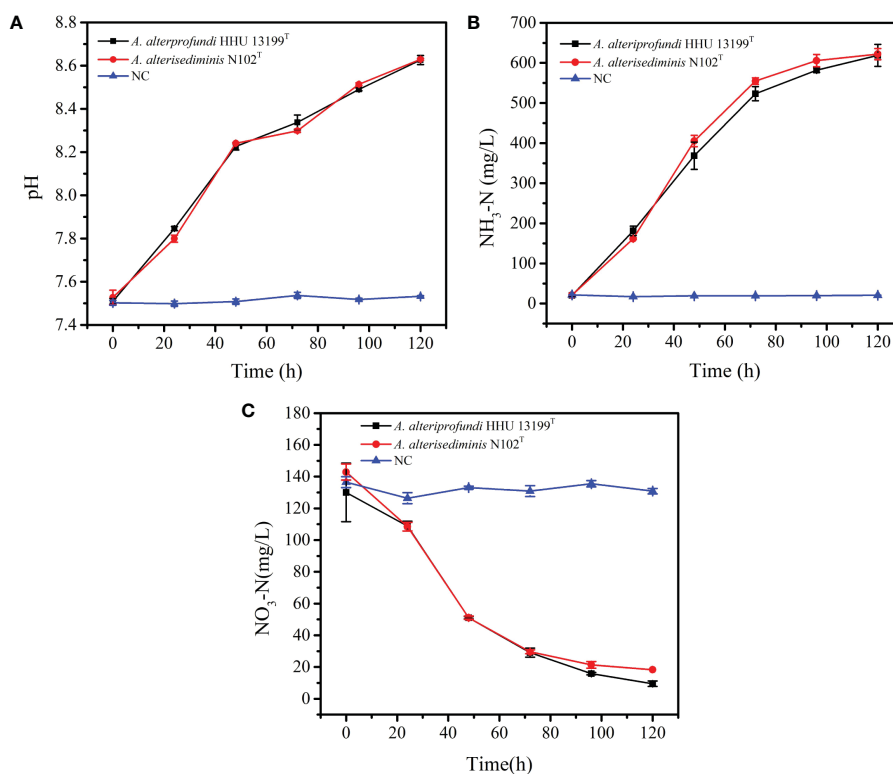 A
A. alterprofundi HHU 13199ᵀ
A. alterisediminis N102ᵀ
NC
8.8
8.6
8.4
8.2
8.0
7.8
7.6
7.4
pH
0 20 40 60 80 100 120
Time (h)
B
A. alteriprofundi HHU 13199ᵀ
A. alterisediminis N102ᵀ
NC
700
600
500
400
300
200
100
0
NH₃-N (mg/L)
0 20 40 60 80 100 120
Time (h)
C
A. alteriprofundi HHU 13199ᵀ
A. alterisediminis N102ᵀ
NC
180
160
140
120
100
80
60
40
20
0
NO₃-N(mg/L)
0 20 40 60 80 100 120
Time(h)